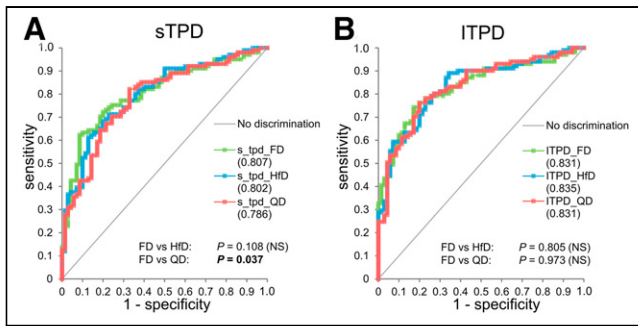 A sTPD
1.0
0.9
0.8
0.7
0.6
0.5
0.4
0.3
0.2
0.1
0
sensitivity
No discrimination
s_tpd_FD
(0.807)
s_tpd_HfD
(0.802)
s_tpd_QD
(0.786)
FD vs HfD: P = 0.108 (NS)
FD vs QD: P = 0.037
0 0.1 0.2 0.3 0.4 0.5 0.6 0.7 0.8 0.9 1.0
1 - specificity
B lTPD
1.0
0.9
0.8
0.7
0.6
0.5
0.4
0.3
0.2
0.1
0
sensitivity
No discrimination
lTPD_FD
(0.831)
lTPD_HfD
(0.835)
lTPD_QD
(0.831)
FD vs HfD: P = 0.805 (NS)
FD vs QD: P = 0.973 (NS)
0 0.1 0.2 0.3 0.4 0.5 0.6 0.7 0.8 0.9 1.0
1 - specificity